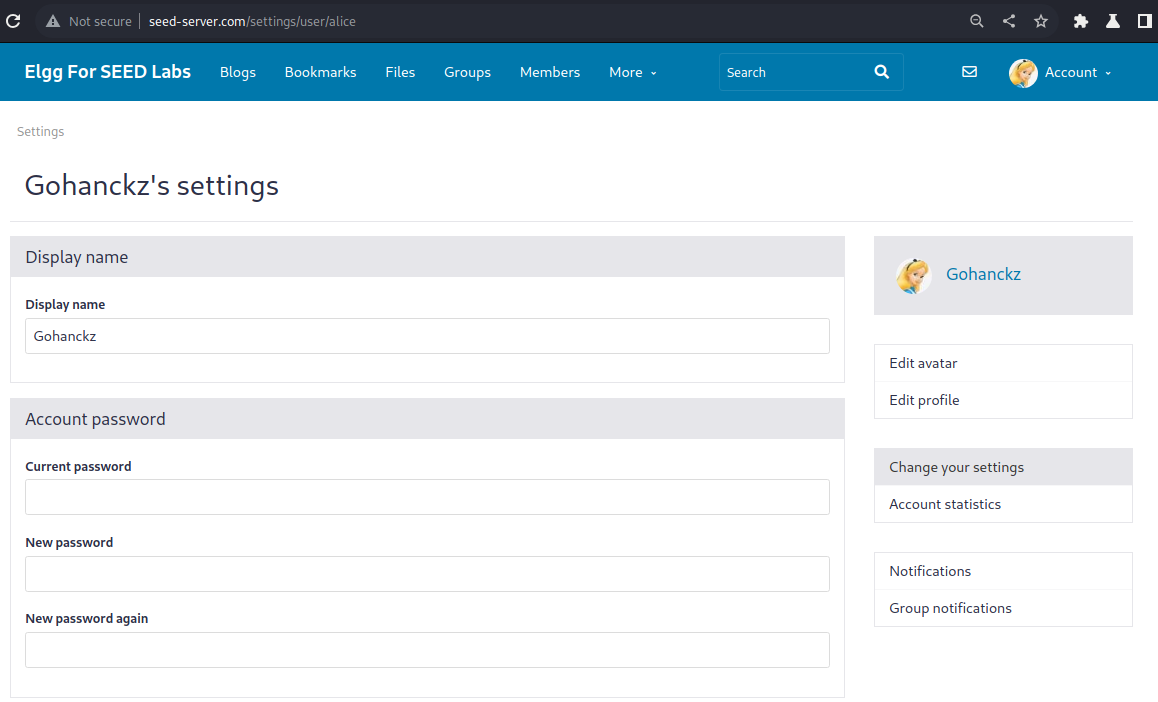 Not secure seed-server.com/settings/user/alice
Elgg For SEED Labs Blogs Bookmarks Files Groups Members More Search Account
Settings
Gohanckz's settings
Display name
Display name
Gohanckz
Account password
Current password
New password
New password again
Gohanckz
Edit avatar
Edit profile
Change your settings
Account statistics
Notifications
Group notifications